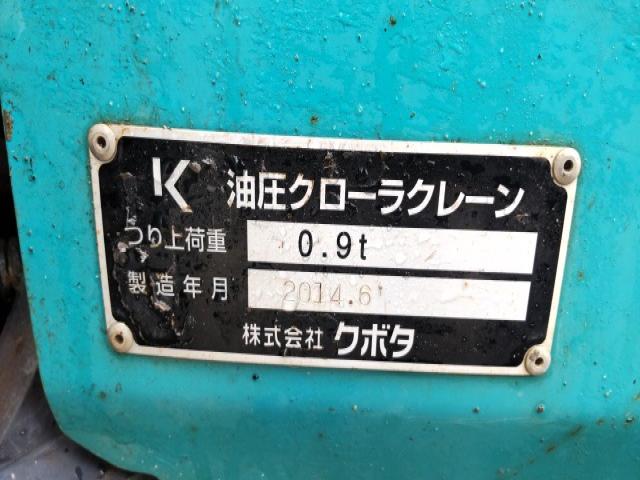 K 油圧クローラクレーン
つり上荷重 0.9t
製造年月 2014.6
株式会社 クボタ